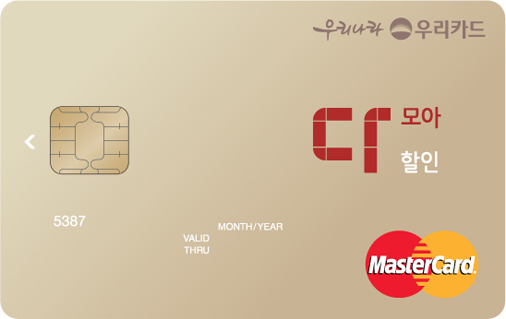 우리나라 우리카드
다 모아
할인
5387
MONTH/YEAR
VALID
THRU
MasterCard